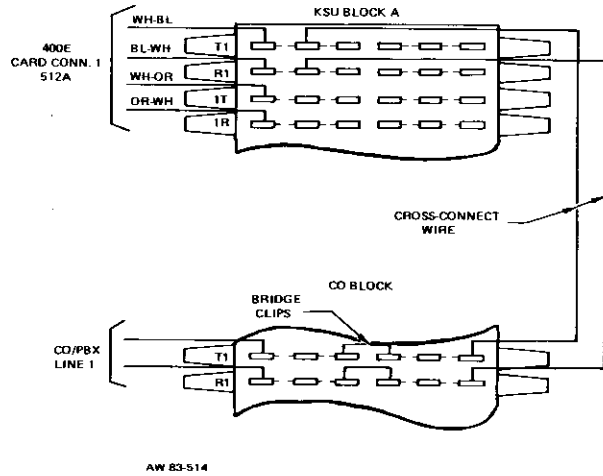 WH-BL
KSU BLOCK A
400E
CARD CONN. 1
512A
BL-WH
T1
WH-OR
R1
OR-WH
1T
1R
CROSS-CONNECT
WIRE
CO BLOCK
BRIDGE
CLIPS
CO/PBX
LINE 1
T1
R1
AW 83-514